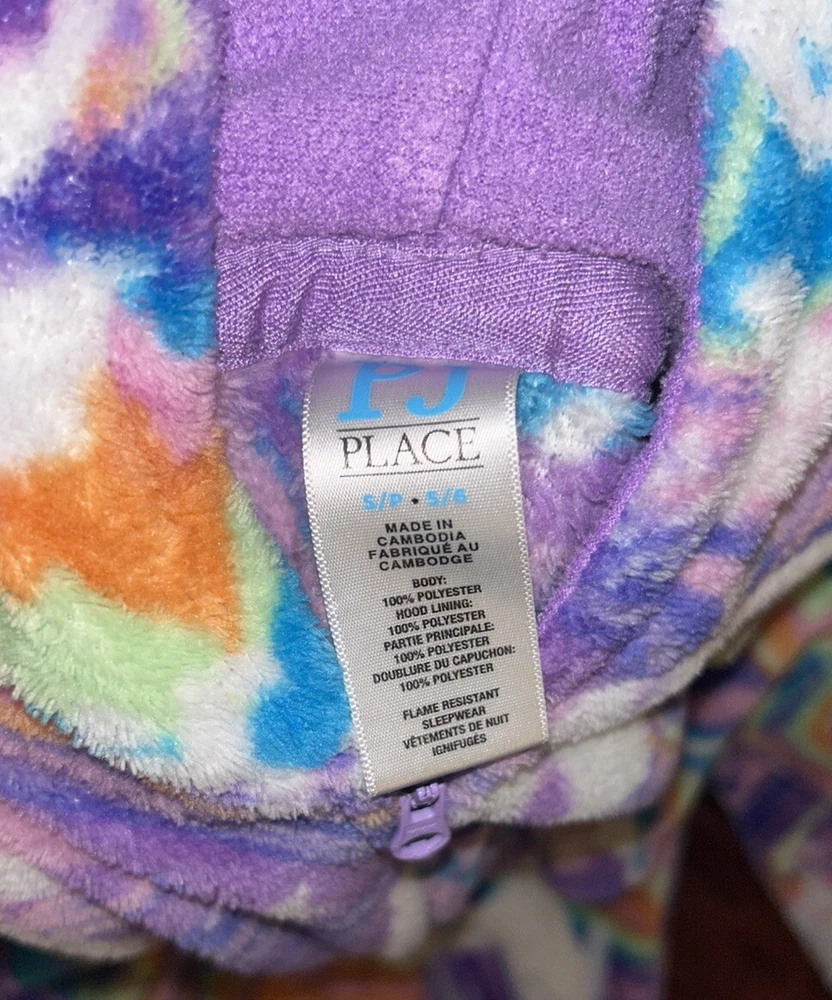 PJ
PLACE
S/P • 5/6
MADE IN
CAMBODIA
FABRIQUÉ AU
CAMBODGE
BODY:
100% POLYESTER
HOOD LINING:
100% POLYESTER
PARTIE PRINCIPALE:
100% POLYESTER
DOUBLURE DU CAPUCHON:
100% POLYESTER
FLAME RESISTANT
SLEEPWEAR
VÊTEMENTS DE NUIT
IGNIFUGÉS